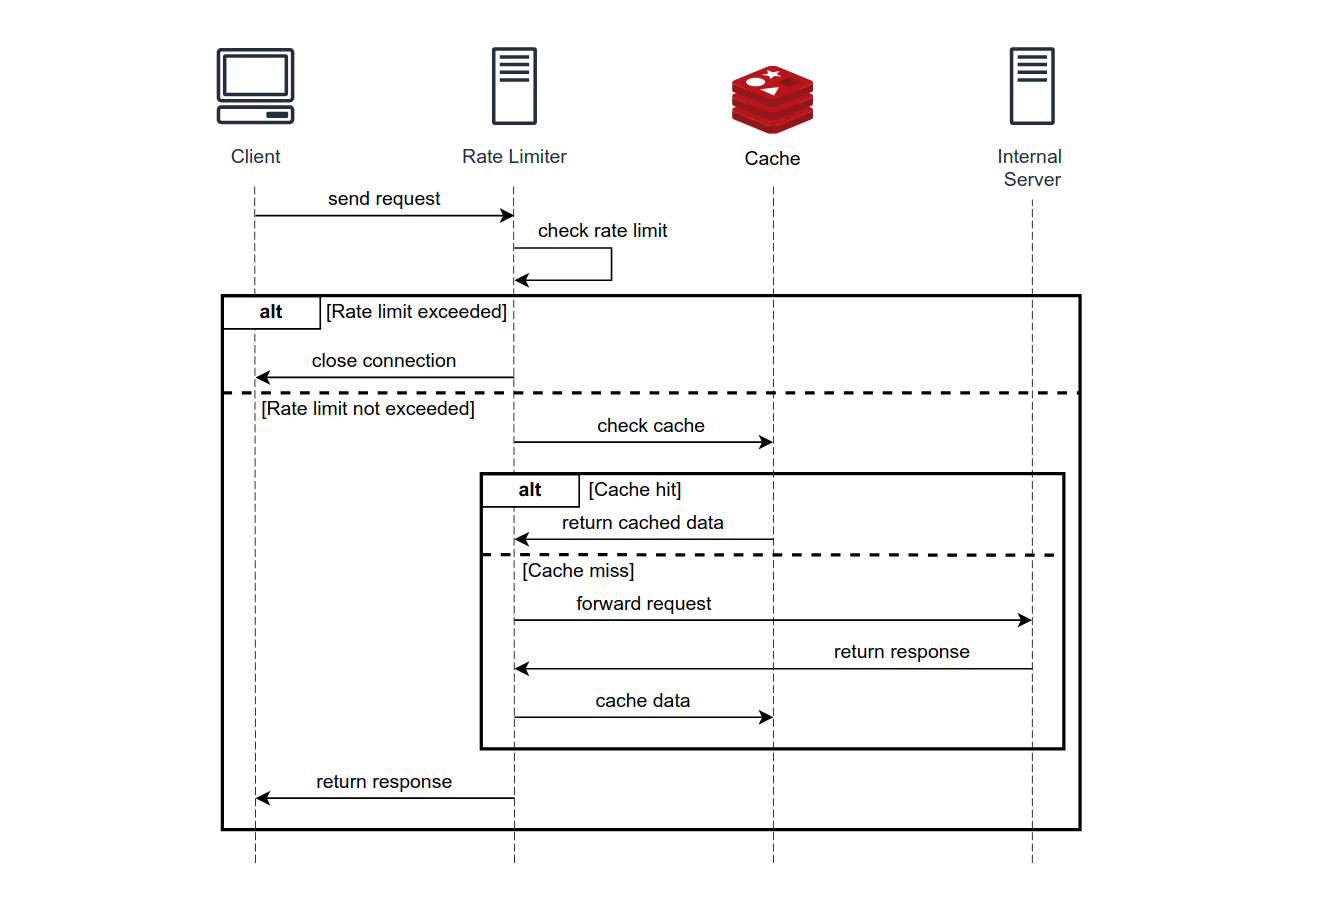 Client
Rate Limiter
Cache
Internal
Server
send request
check rate limit
alt
[Rate limit exceeded]
close connection
[Rate limit not exceeded]
check cache
alt
[Cache hit]
return cached data
[Cache miss]
forward request
return response
cache data
return response